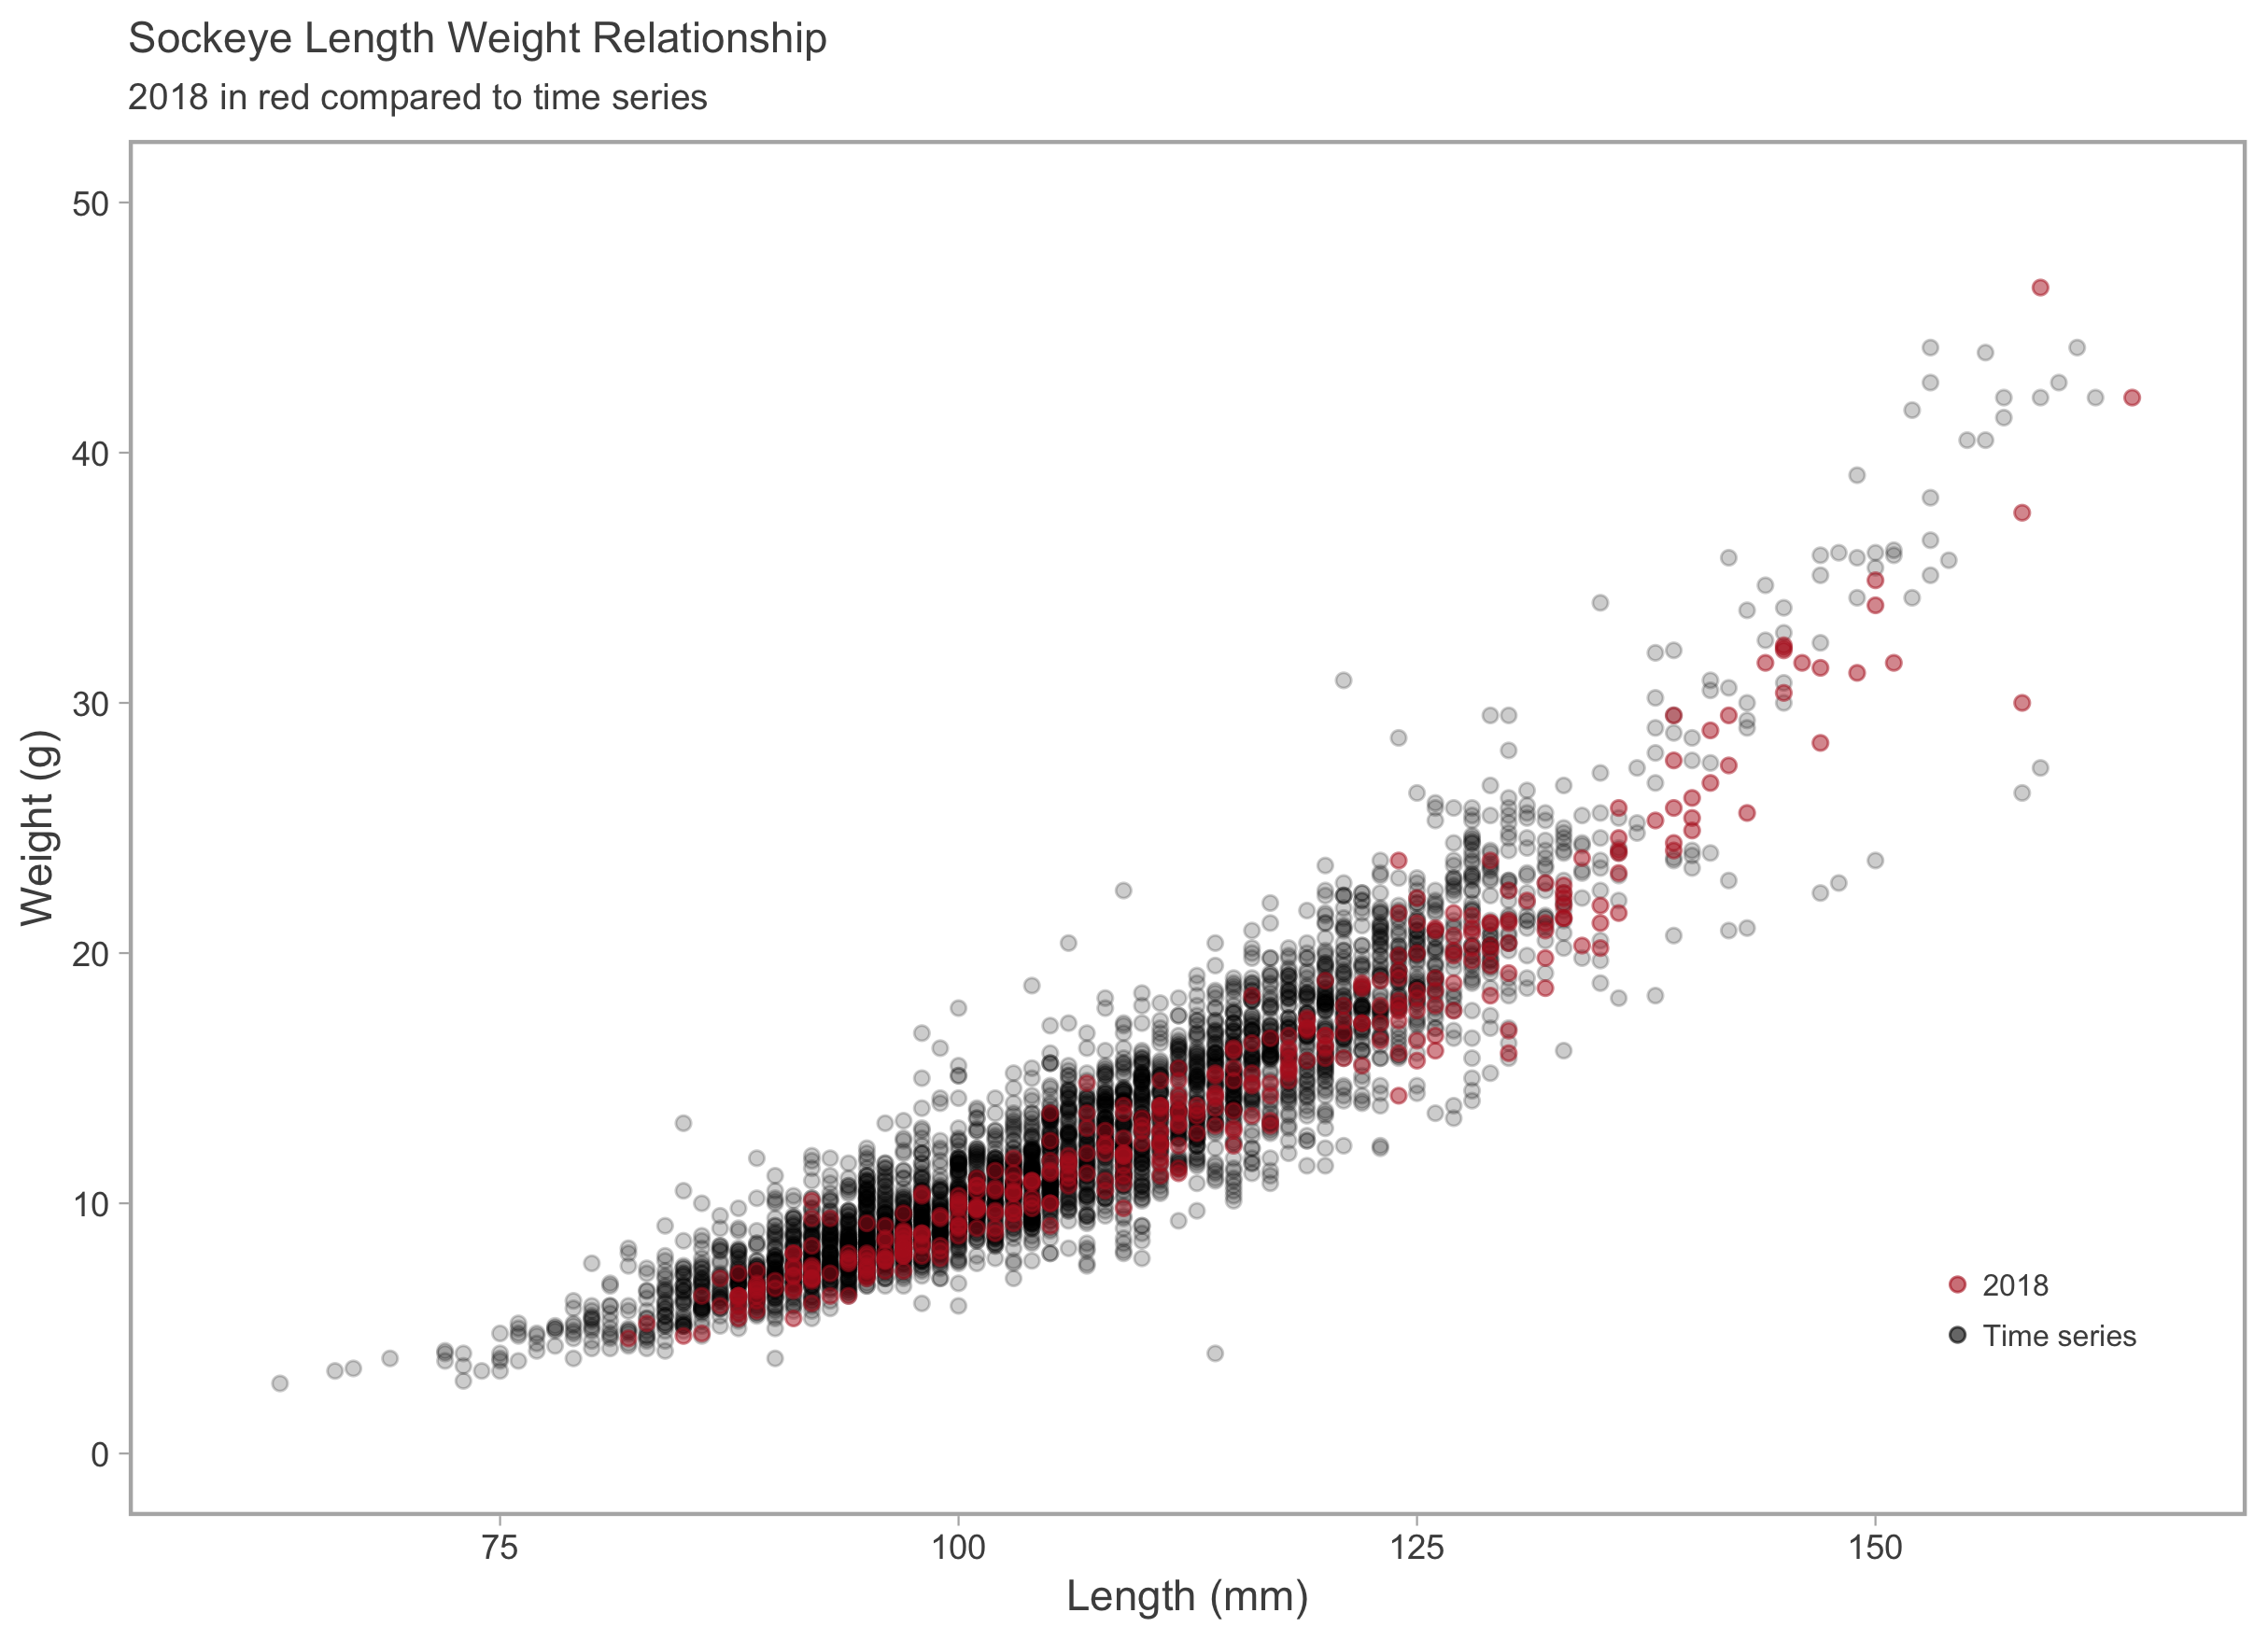 Sockeye Length Weight Relationship
2018 in red compared to time series
50
40
30
20
10
0
Weight (g)
75 100 125 150
Length (mm)
2018
Time series